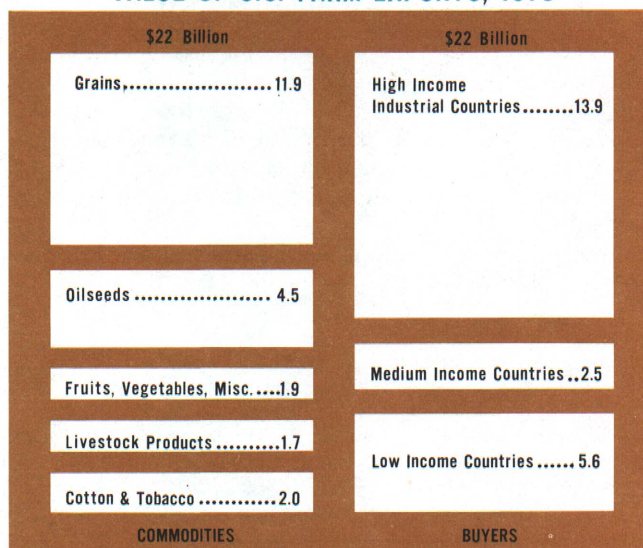 $22 Billion
Grains........................11.9
Oilseeds ..................... 4.5
Fruits, Vegetables, Misc. ....1.9
Livestock Products ..........1.7
Cotton & Tobacco ............2.0
COMMODITIES
$22 Billion
High Income
Industrial Countries........13.9
Medium Income Countries ..2.5
Low Income Countries ...... 5.6
BUYERS